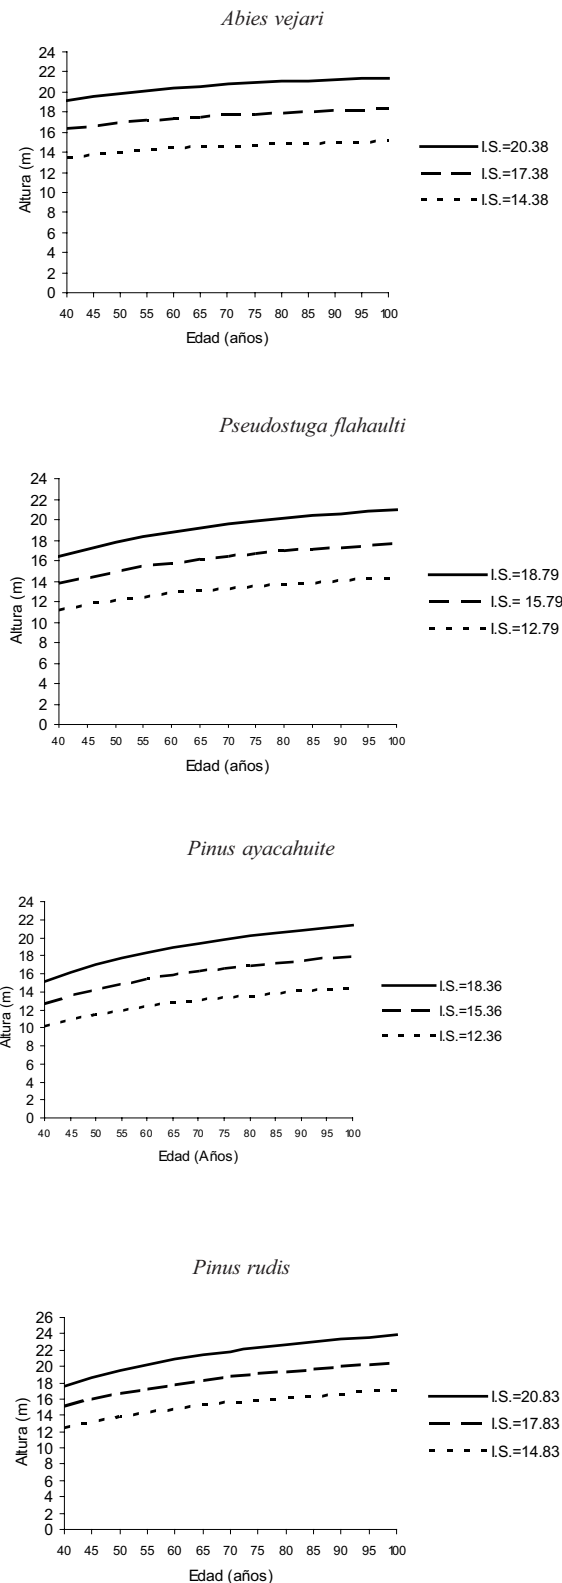 Abies vejari
24
22
20
18
16
14
12
10
8
6
4
2
0
Altura (m)
40 45 50 55 60 65 70 75 80 85 90 95 100
Edad (años)
I.S.=20.38
I.S.=17.38
I.S.=14.38
Pseudostuga flahaulti
24
22
20
18
16
14
12
10
8
6
4
2
0
Altura (m)
40 45 50 55 60 65 70 75 80 85 90 95 100
Edad (años)
I.S.=18.79
I.S.= 15.79
I.S.=12.79
Pinus ayacahuite
24
22
20
18
16
14
12
10
8
6
4
2
0
Altura (m)
40 45 50 55 60 65 70 75 80 85 90 95 100
Edad (Años)
I.S.=18.36
I.S.=15.36
I.S.=12.36
Pinus rudis
26
24
22
20
18
16
14
12
10
8
6
4
2
0
Altura (m)
40 45 50 55 60 65 70 75 80 85 90 95 100
Edad (años)
I.S.=20.83
I.S.=17.83
I.S.=14.83